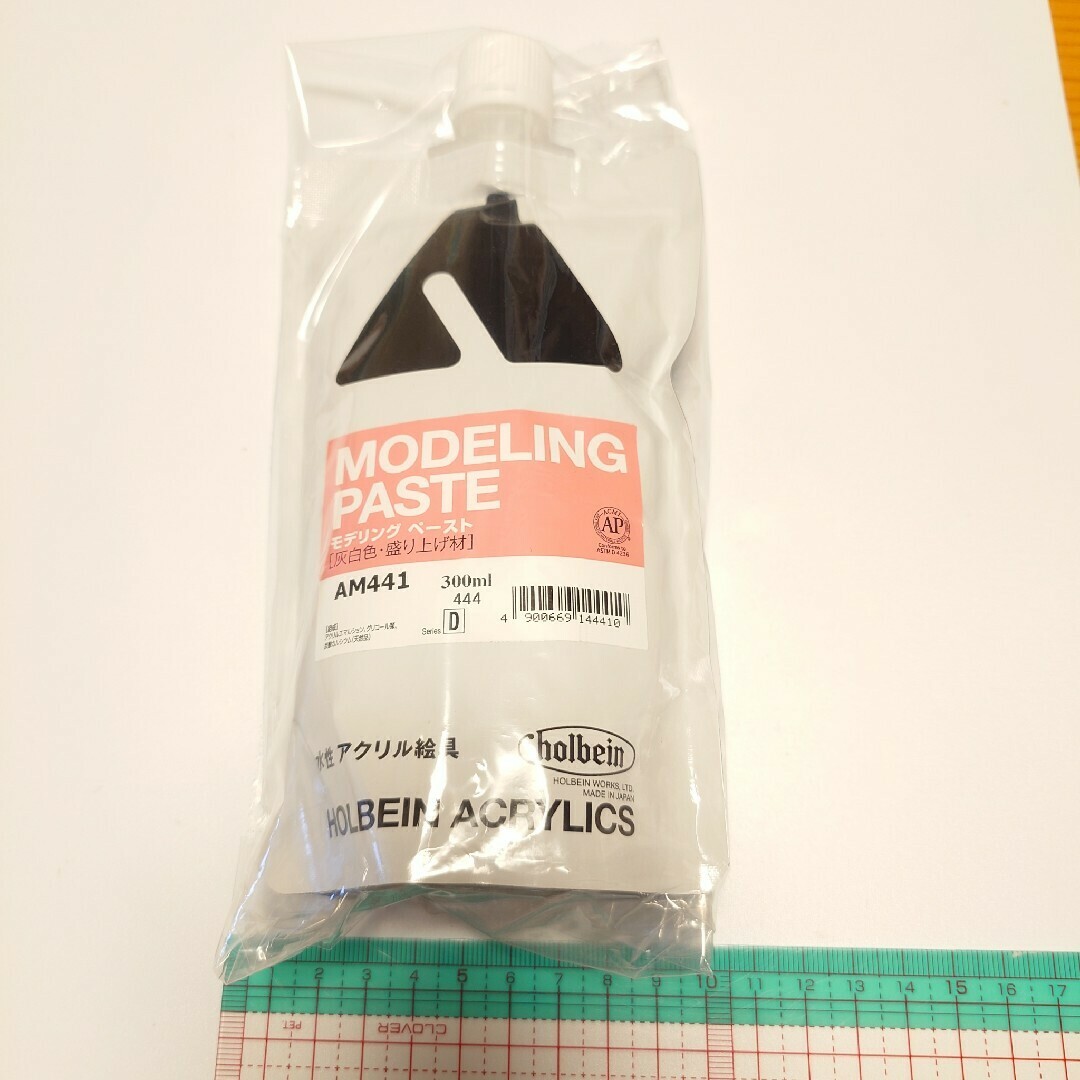 MODELING
PASTE
モデリング ペースト
[灰白色・盛り上げ材]
AP
AM441
300ml
444
Series D
4 900669 144410
水性 アクリル絵具
holbein
HOLBEIN WORKS, LTD.
MADE IN JAPAN
HOLBEIN ACRYLICS
2 3 4 5 6 7 8 9 10 11 12 13 14 15 16 17
PET.
CLOVER